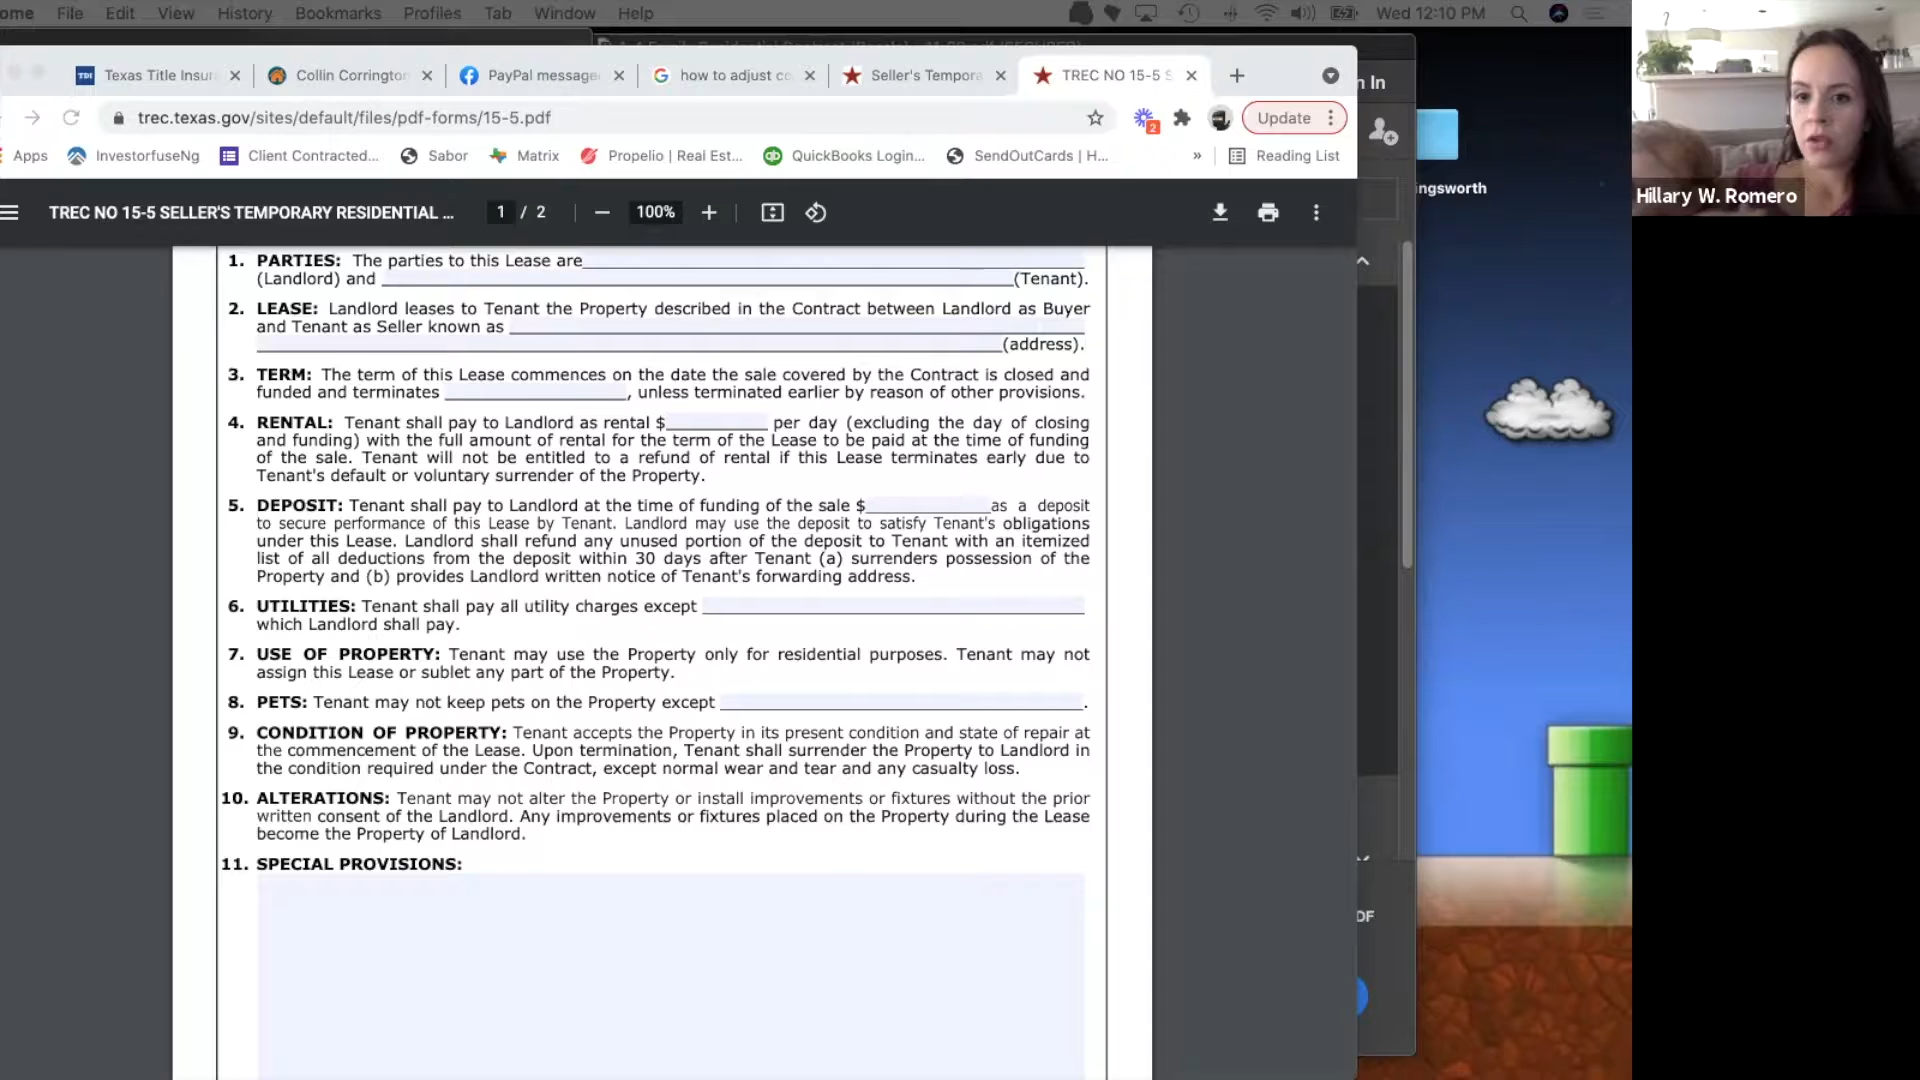 ome File Edit View History Bookmarks Profiles Tab Window Help Wed 12:10 PM
Texas Title Insur Collin Corrington PayPal message how to adjust co Seller's Tempora TREC NO 15-5 S
n In
trec.texas.gov/sites/default/files/pdf-forms/15-5.pdf 2 Update
Apps InvestorfuseNg Client Contracted... Sabor Matrix Propelio | Real Est... QuickBooks Login... SendOutCards | H... » Reading List
ingsworth
Hillary W. Romero
TREC NO 15-5 SELLER'S TEMPORARY RESIDENTIAL ... 1 / 2 100%
1. PARTIES: The parties to this Lease are
(Landlord) and (Tenant).
2. LEASE: Landlord leases to Tenant the Property described in the Contract between Landlord as Buyer
and Tenant as Seller known as
(address).
3. TERM: The term of this Lease commences on the date the sale covered by the Contract is closed and
funded and terminates , unless terminated earlier by reason of other provisions.
4. RENTAL: Tenant shall pay to Landlord as rental $ per day (excluding the day of closing
and funding) with the full amount of rental for the term of the Lease to be paid at the time of funding
of the sale. Tenant will not be entitled to a refund of rental if this Lease terminates early due to
Tenant's default or voluntary surrender of the Property.
5. DEPOSIT: Tenant shall pay to Landlord at the time of funding of the sale $ as a deposit
to secure performance of this Lease by Tenant. Landlord may use the deposit to satisfy Tenant's obligations
under this Lease. Landlord shall refund any unused portion of the deposit to Tenant with an itemized
list of all deductions from the deposit within 30 days after Tenant (a) surrenders possession of the
Property and (b) provides Landlord written notice of Tenant's forwarding address.
6. UTILITIES: Tenant shall pay all utility charges except
which Landlord shall pay.
7. USE OF PROPERTY: Tenant may use the Property only for residential purposes. Tenant may not
assign this Lease or sublet any part of the Property.
8. PETS: Tenant may not keep pets on the Property except .
9. CONDITION OF PROPERTY: Tenant accepts the Property in its present condition and state of repair at
the commencement of the Lease. Upon termination, Tenant shall surrender the Property to Landlord in
the condition required under the Contract, except normal wear and tear and any casualty loss.
10. ALTERATIONS: Tenant may not alter the Property or install improvements or fixtures without the prior
written consent of the Landlord. Any improvements or fixtures placed on the Property during the Lease
become the Property of Landlord.
11. SPECIAL PROVISIONS:
DF